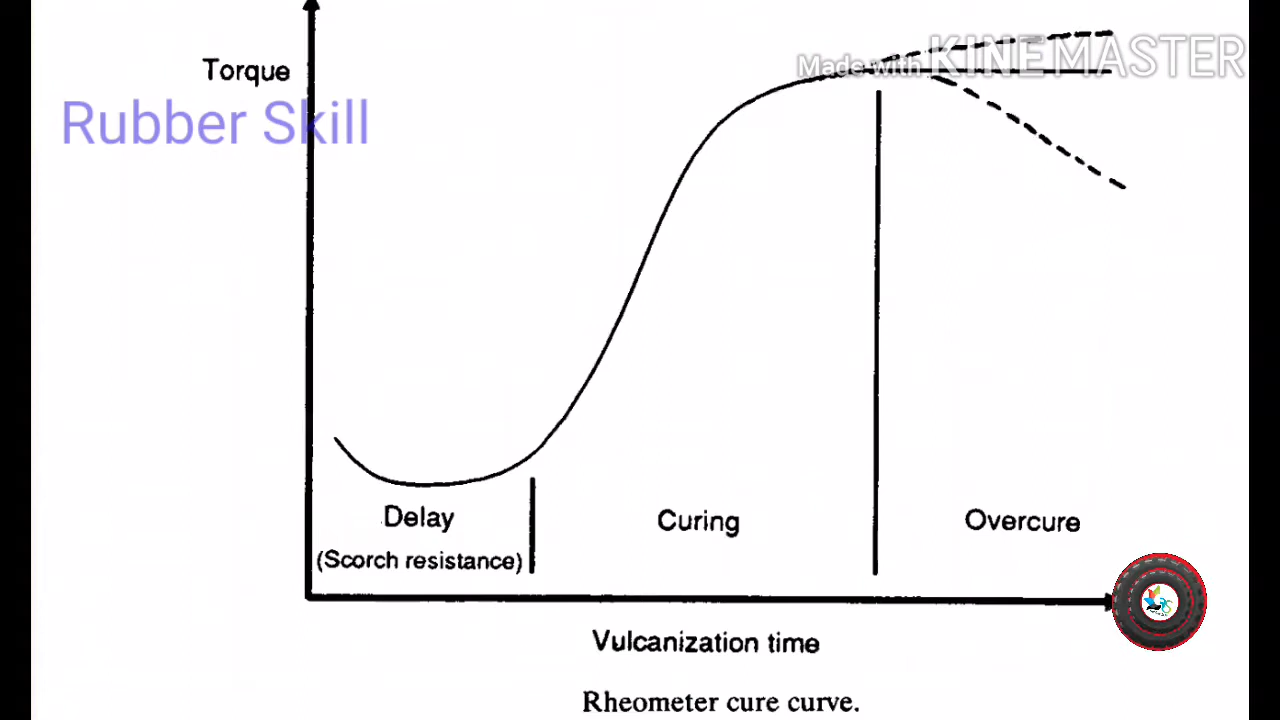 Made with KINEMASTER
Torque
Rubber Skill
Delay
(Scorch resistance)
Curing
Overcure
Vulcanization time
Rheometer cure curve.